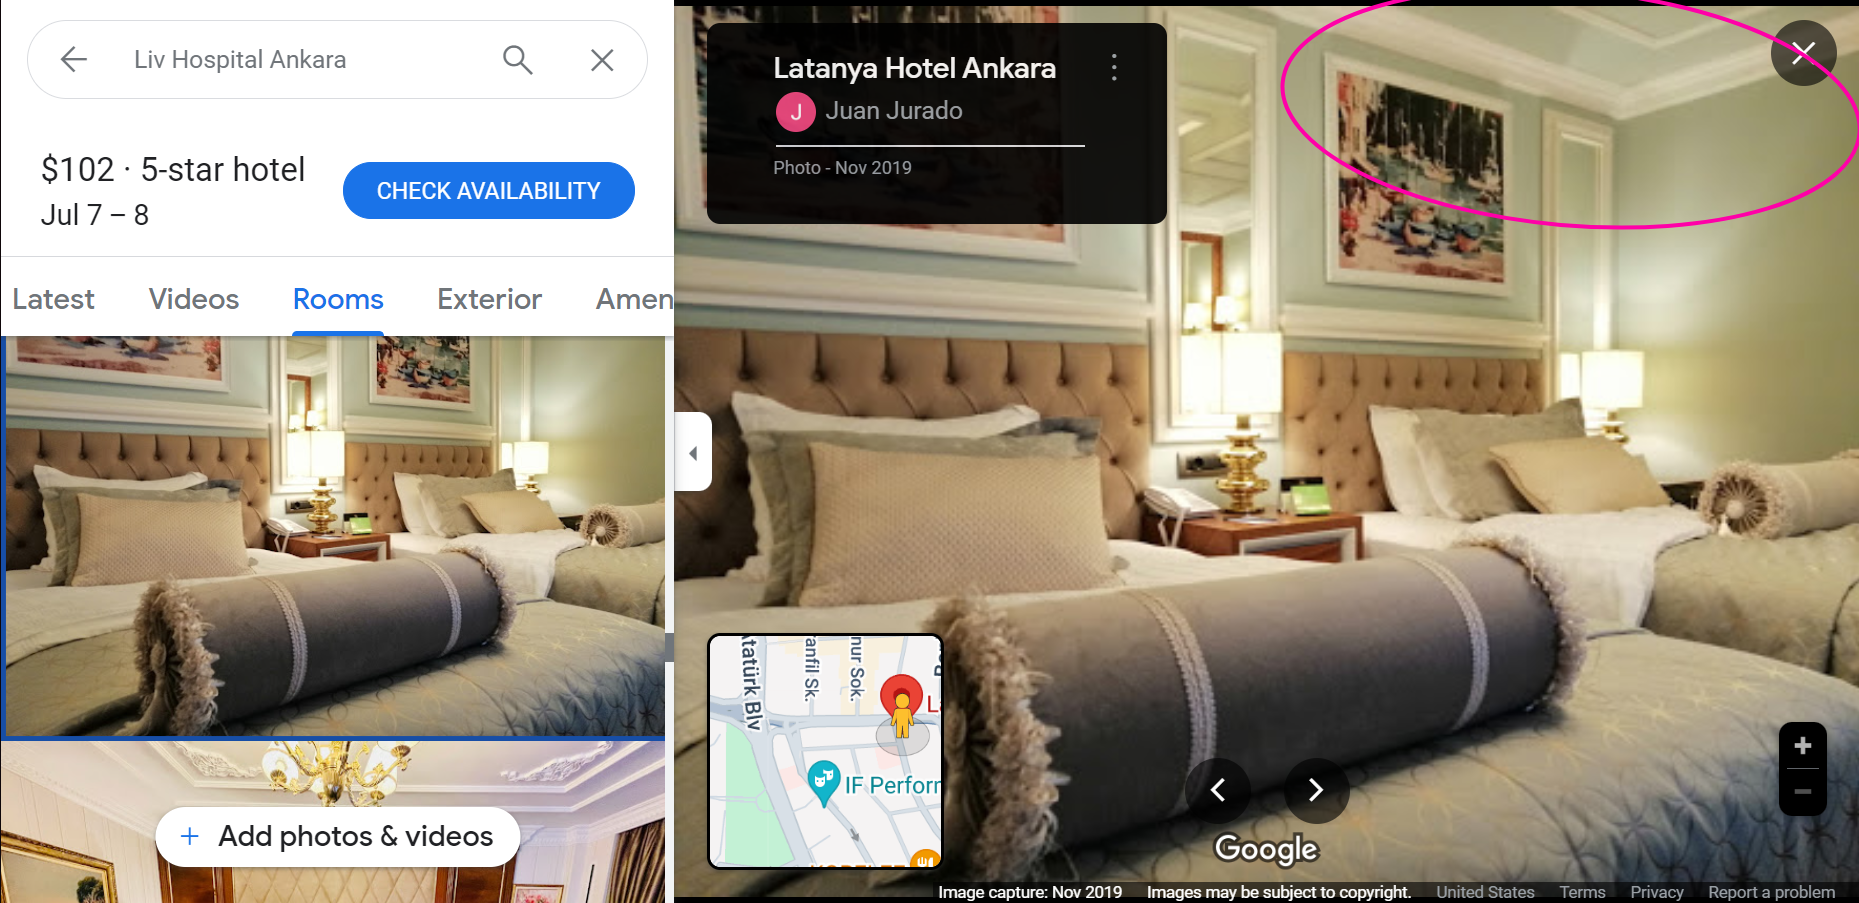 Liv Hospital Ankara
$102 · 5-star hotel
Jul 7 – 8
CHECK AVAILABILITY
Latest Videos Rooms Exterior Amen
Add photos & videos
Latanya Hotel Ankara
J Juan Jurado
Photo - Nov 2019
tatürk Blv
anfil Sk.
nur Sok.
IF Perforr
Google
Image capture: Nov 2019 Images may be subject to copyright. United States Terms Privacy Report a problem